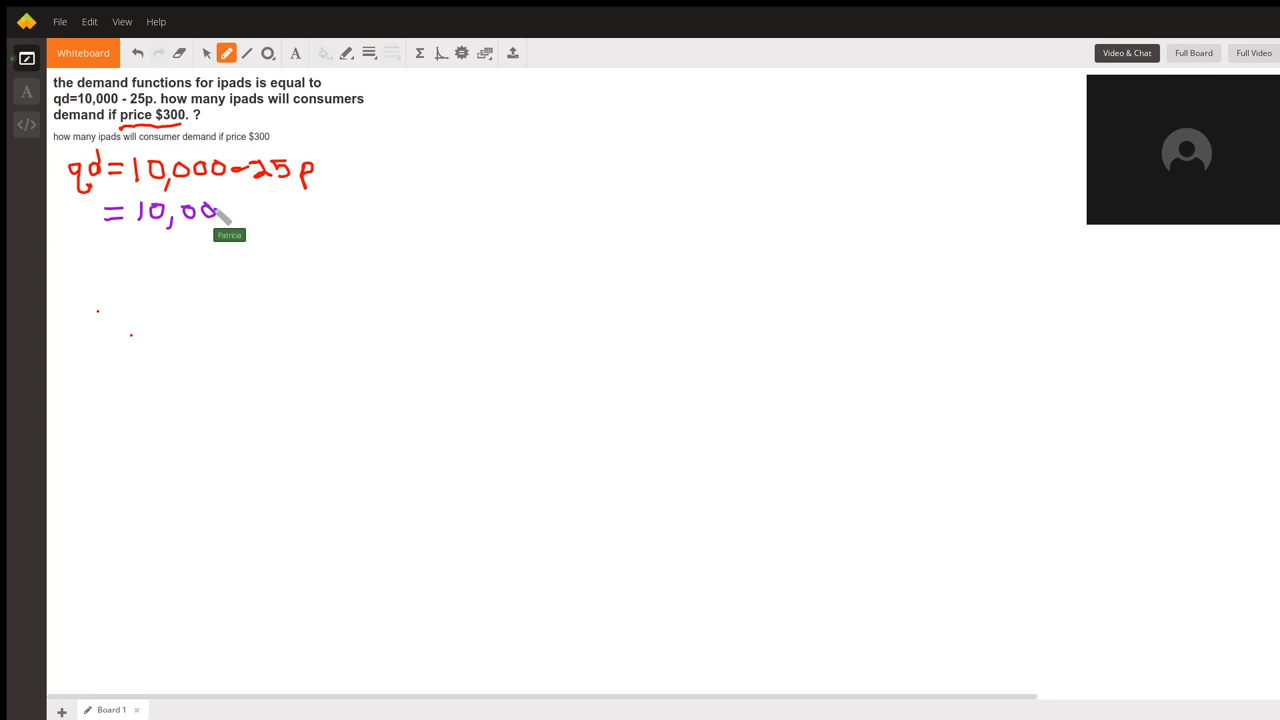 File Edit View Help
Whiteboard
Video & Chat Full Board Full Video
the demand functions for ipads is equal to
qd=10,000 - 25p. how many ipads will consumers
demand if price $300. ?
how many ipads will consumer demand if price $300
qd = 10,000 - 25 p
= 10,00
Patricia
Board 1